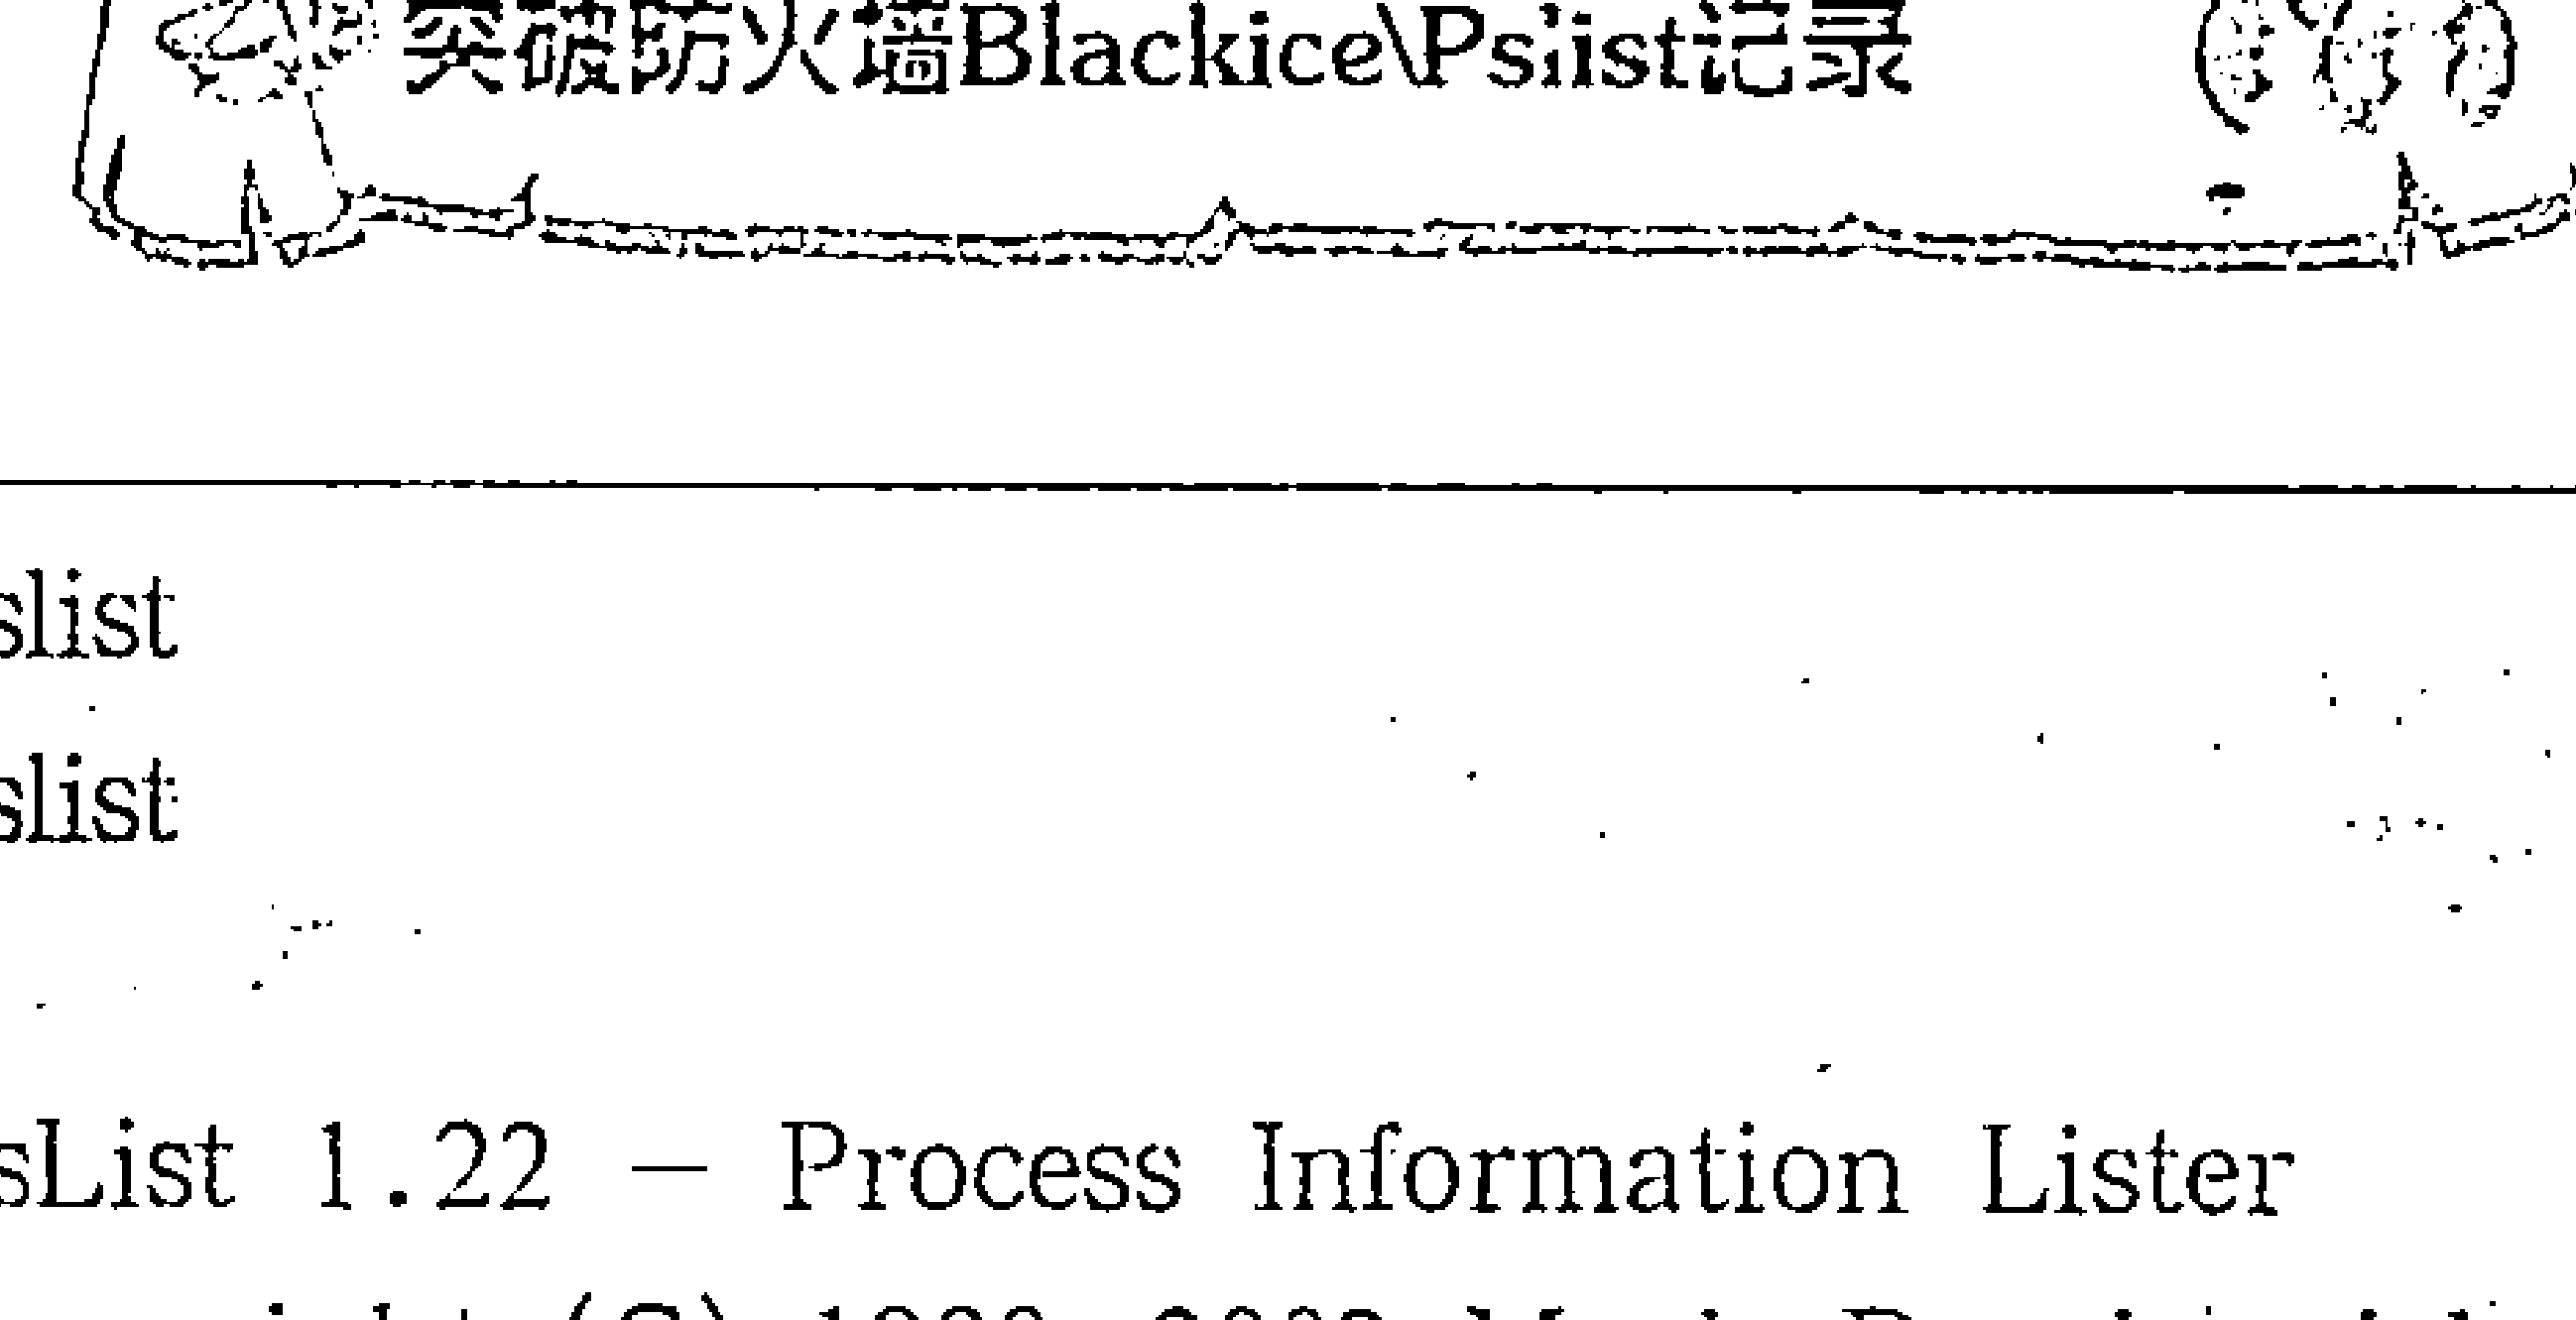 突破防火墙Blackice\Pslist记录
slist
slist
sList 1.22 — Process Information Lister